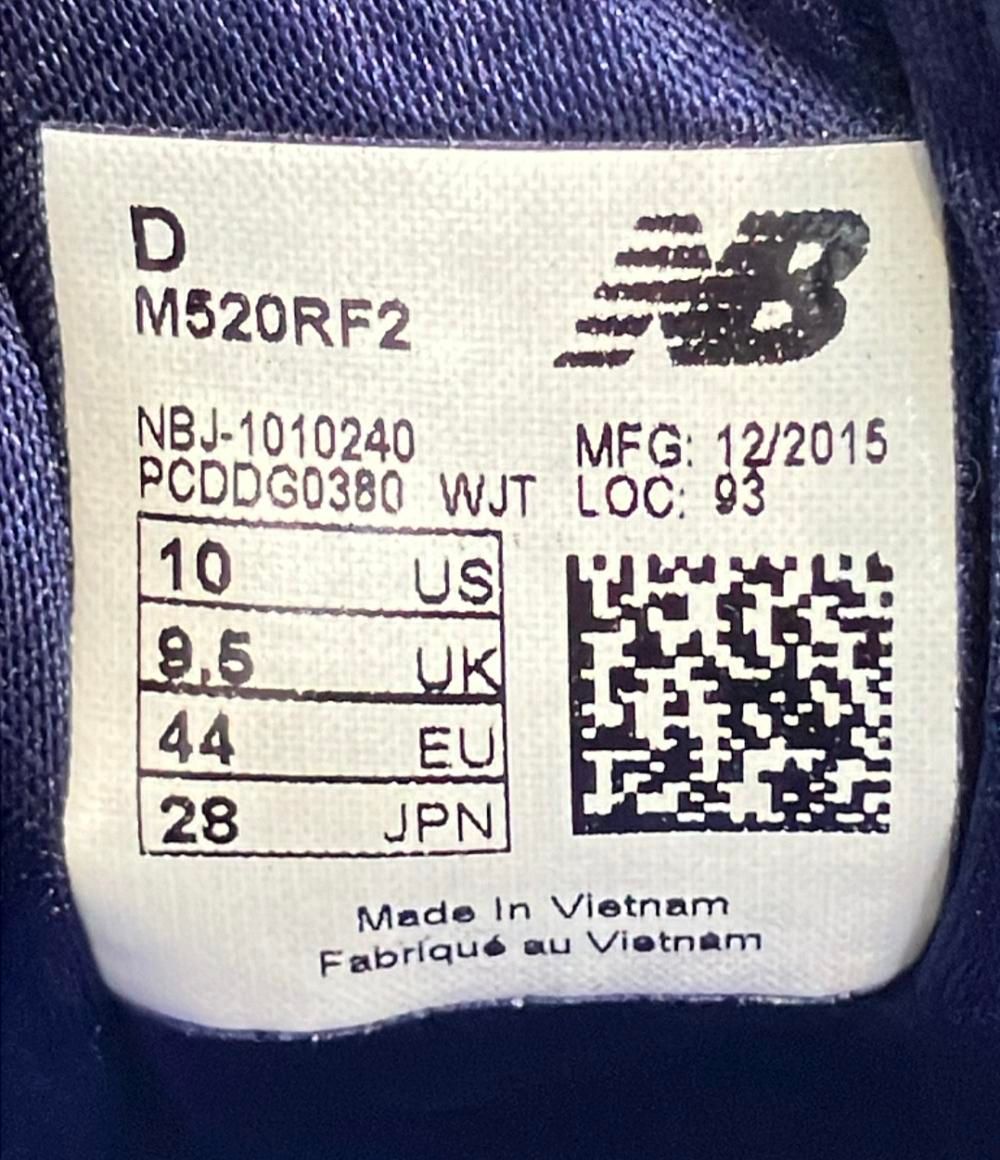 D
NB
M520RF2
NBJ-1010240
MFG: 12/2015
PCDDG0380 WJT
LOC: 93
10 US
9.5 UK
44 EU
28 JPN
Made In Vietnam
Fabriqué au Vietnam